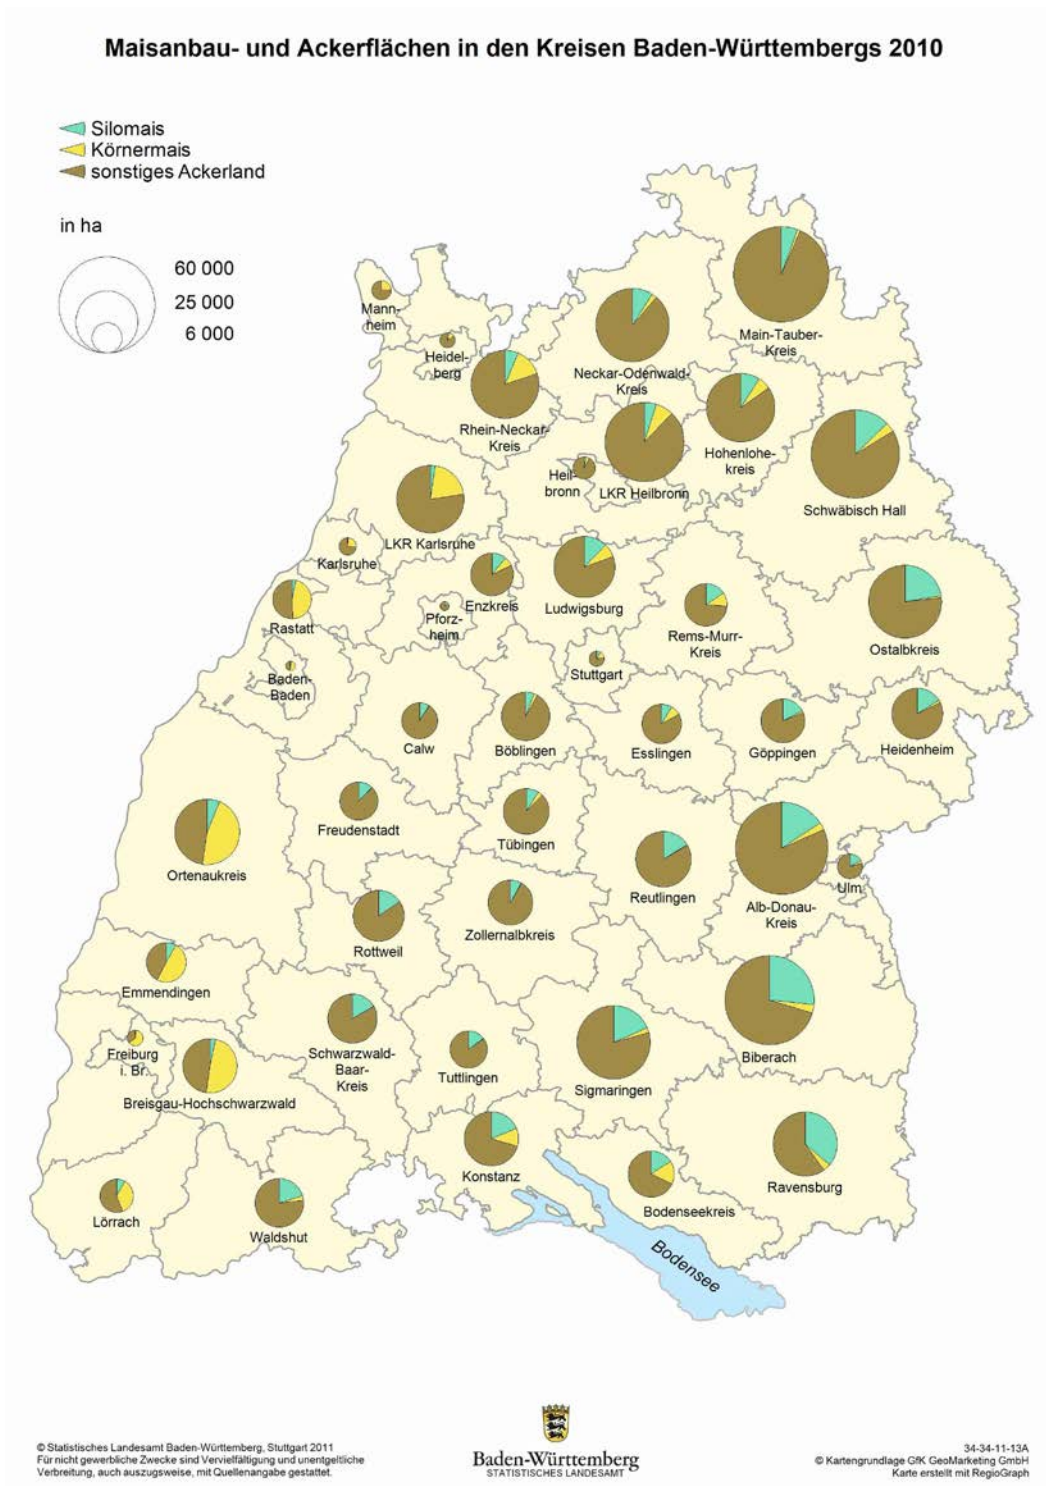 Maisanbau- und Ackerflächen in den Kreisen Baden-Württembergs 2010
Silomais
Körnermais
sonstiges Ackerland
in ha
60 000
25 000
6 000
Mann-
heim
Heidel-
berg
Rhein-Neckar-
Kreis
Neckar-Odenwald-
Kreis
Main-Tauber-
Kreis
Hohenlohe-
kreis
Heil-
bronn
LKR Heilbronn
Schwäbisch Hall
LKR Karlsruhe
Karlsruhe
Rastatt
Pforz-
heim
Enzkreis
Ludwigsburg
Rems-Murr-
Kreis
Ostalbkreis
Baden-
Baden
Stuttgart
Calw
Böblingen
Esslingen
Göppingen
Heidenheim
Freudenstadt
Tübingen
Ortenaukreis
Reutlingen
Alb-Donau-
Kreis
Ulm
Rottweil
Zollernalbkreis
Emmendingen
Freiburg
i. Br.
Breisgau-Hochschwarzwald
Schwarzwald-
Baar-
Kreis
Tuttlingen
Sigmaringen
Biberach
Konstanz
Bodenseekreis
Ravensburg
Lörrach
Waldshut
Bodensee
© Statistisches Landesamt Baden-Württemberg, Stuttgart 2011
Für nicht gewerbliche Zwecke sind Vervielfältigung und unentgeltliche
Verbreitung, auch auszugsweise, mit Quellenangabe gestattet.
Baden-Württemberg
STATISTISCHES LANDESAMT
34-34-11-13A
© Kartengrundlage GfK GeoMarketing GmbH
Karte erstellt mit RegioGraph